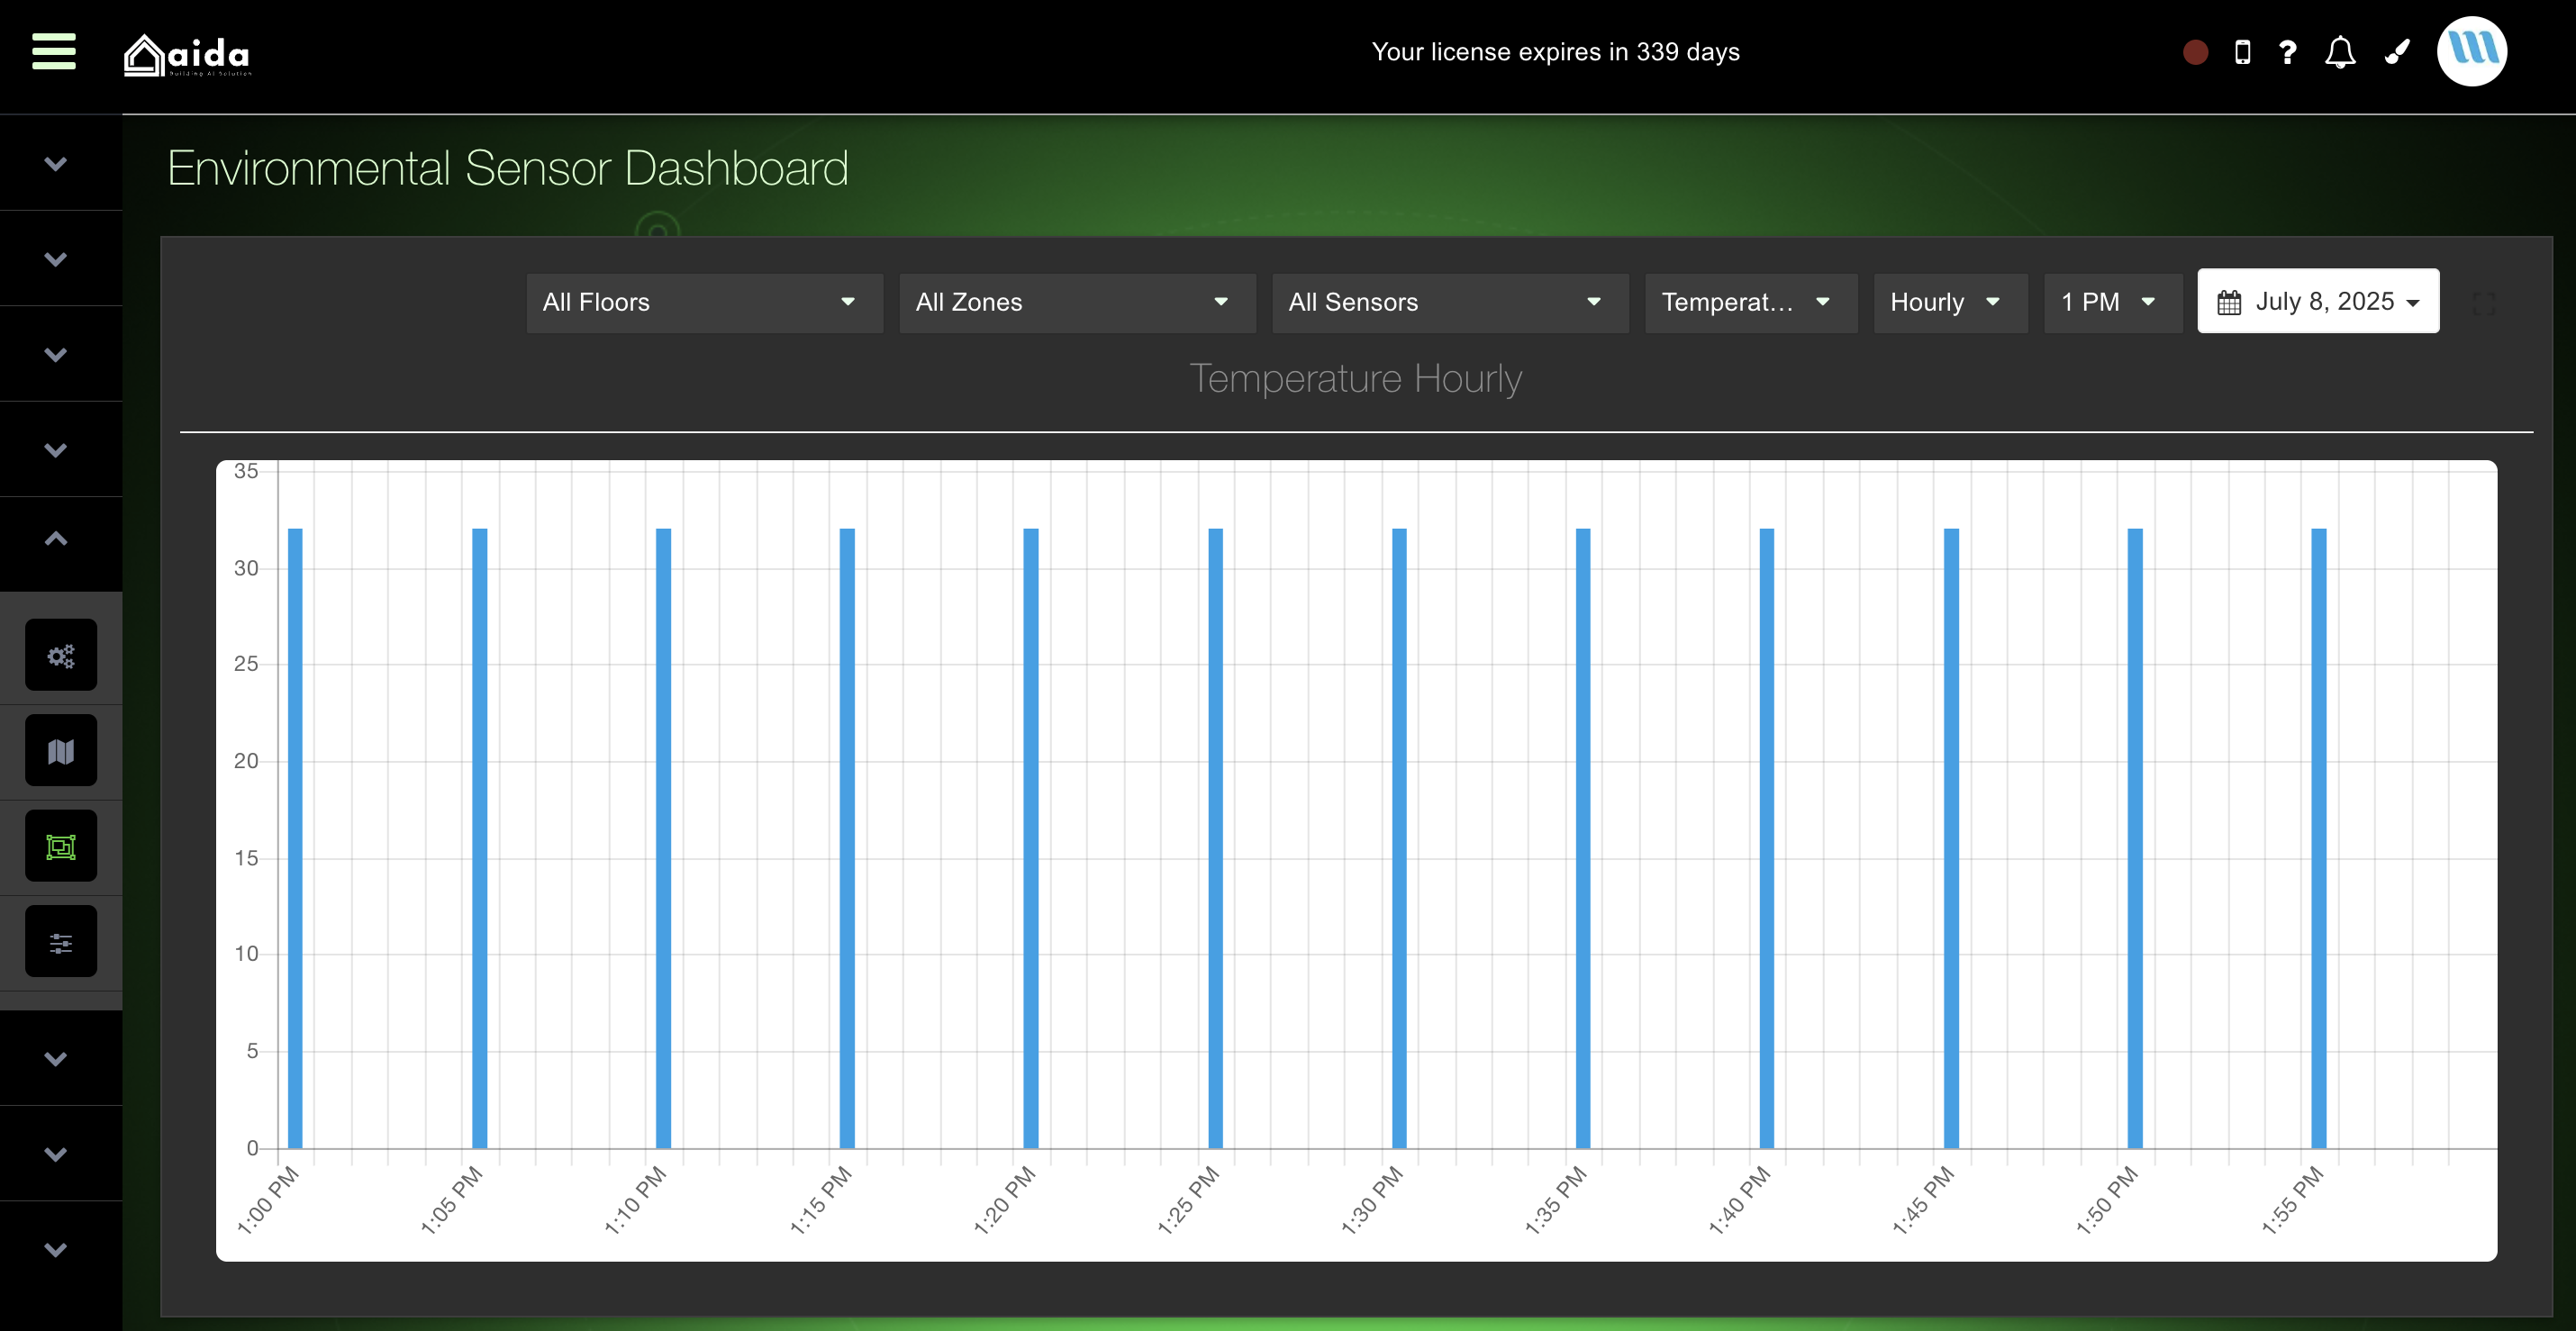 aida
Building AI Solution
Your license expires in 339 days
?
Environmental Sensor Dashboard
All Floors
All Zones
All Sensors
Temperat...
Hourly
1 PM
July 8, 2025
Temperature Hourly
35
30
25
20
15
10
5
0
1:00 PM
1:05 PM
1:10 PM
1:15 PM
1:20 PM
1:25 PM
1:30 PM
1:35 PM
1:40 PM
1:45 PM
1:50 PM
1:55 PM